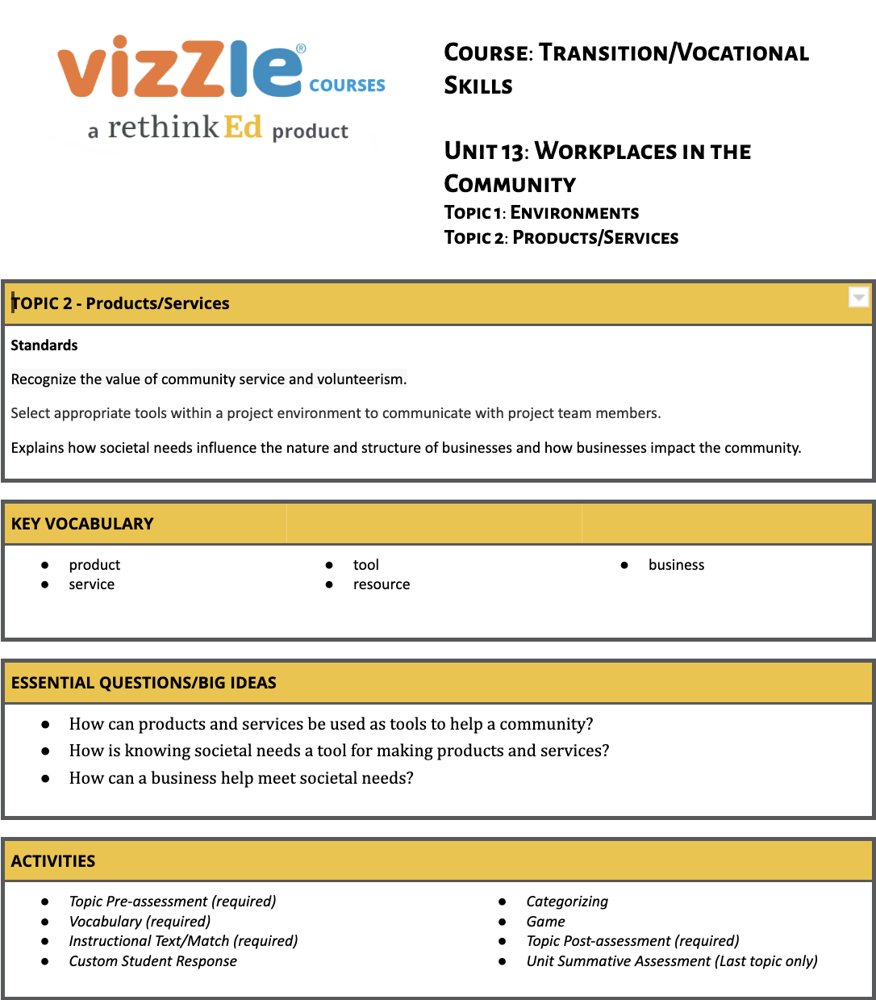 vizZle® COURSES
a rethinkEd product
COURSE: TRANSITION/VOCATIONAL
SKILLS
UNIT 13: WORKPLACES IN THE
COMMUNITY
TOPIC 1: ENVIRONMENTS
TOPIC 2: PRODUCTS/SERVICES
TOPIC 2 - Products/Services
Standards
Recognize the value of community service and volunteerism.
Select appropriate tools within a project environment to communicate with project team members.
Explains how societal needs influence the nature and structure of businesses and how businesses impact the community.
KEY VOCABULARY
● product
● service
● tool
● resource
● business
ESSENTIAL QUESTIONS/BIG IDEAS
● How can products and services be used as tools to help a community?
● How is knowing societal needs a tool for making products and services?
● How can a business help meet societal needs?
ACTIVITIES
● Topic Pre-assessment (required)
● Vocabulary (required)
● Instructional Text/Match (required)
● Custom Student Response
● Categorizing
● Game
● Topic Post-assessment (required)
● Unit Summative Assessment (Last topic only)